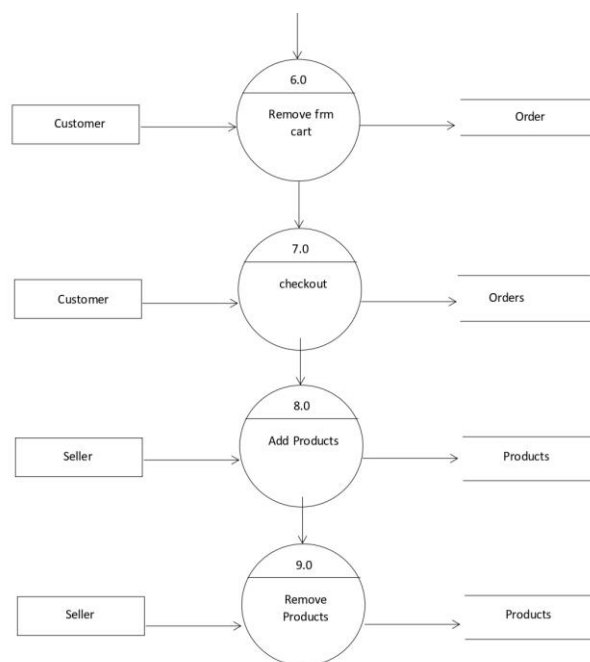 6.0
Customer
Remove frm
cart
Order
7.0
Customer
checkout
Orders
8.0
Seller
Add Products
Products
9.0
Seller
Remove
Products
Products